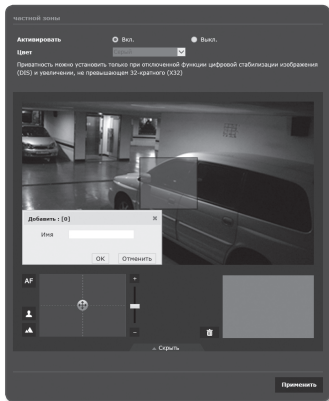 частной зоны
Активировать
Вкл.
Выкл.
Цвет
Серый
Приватность можно установить только при отключенной функции цифровой стабилизации изображения
(DIS) и увеличении, не превышающем 32-кратного (X32)
Добавить : [0]
×
Имя
OK
Отменить
AF
+
−
Скрыть
Применить